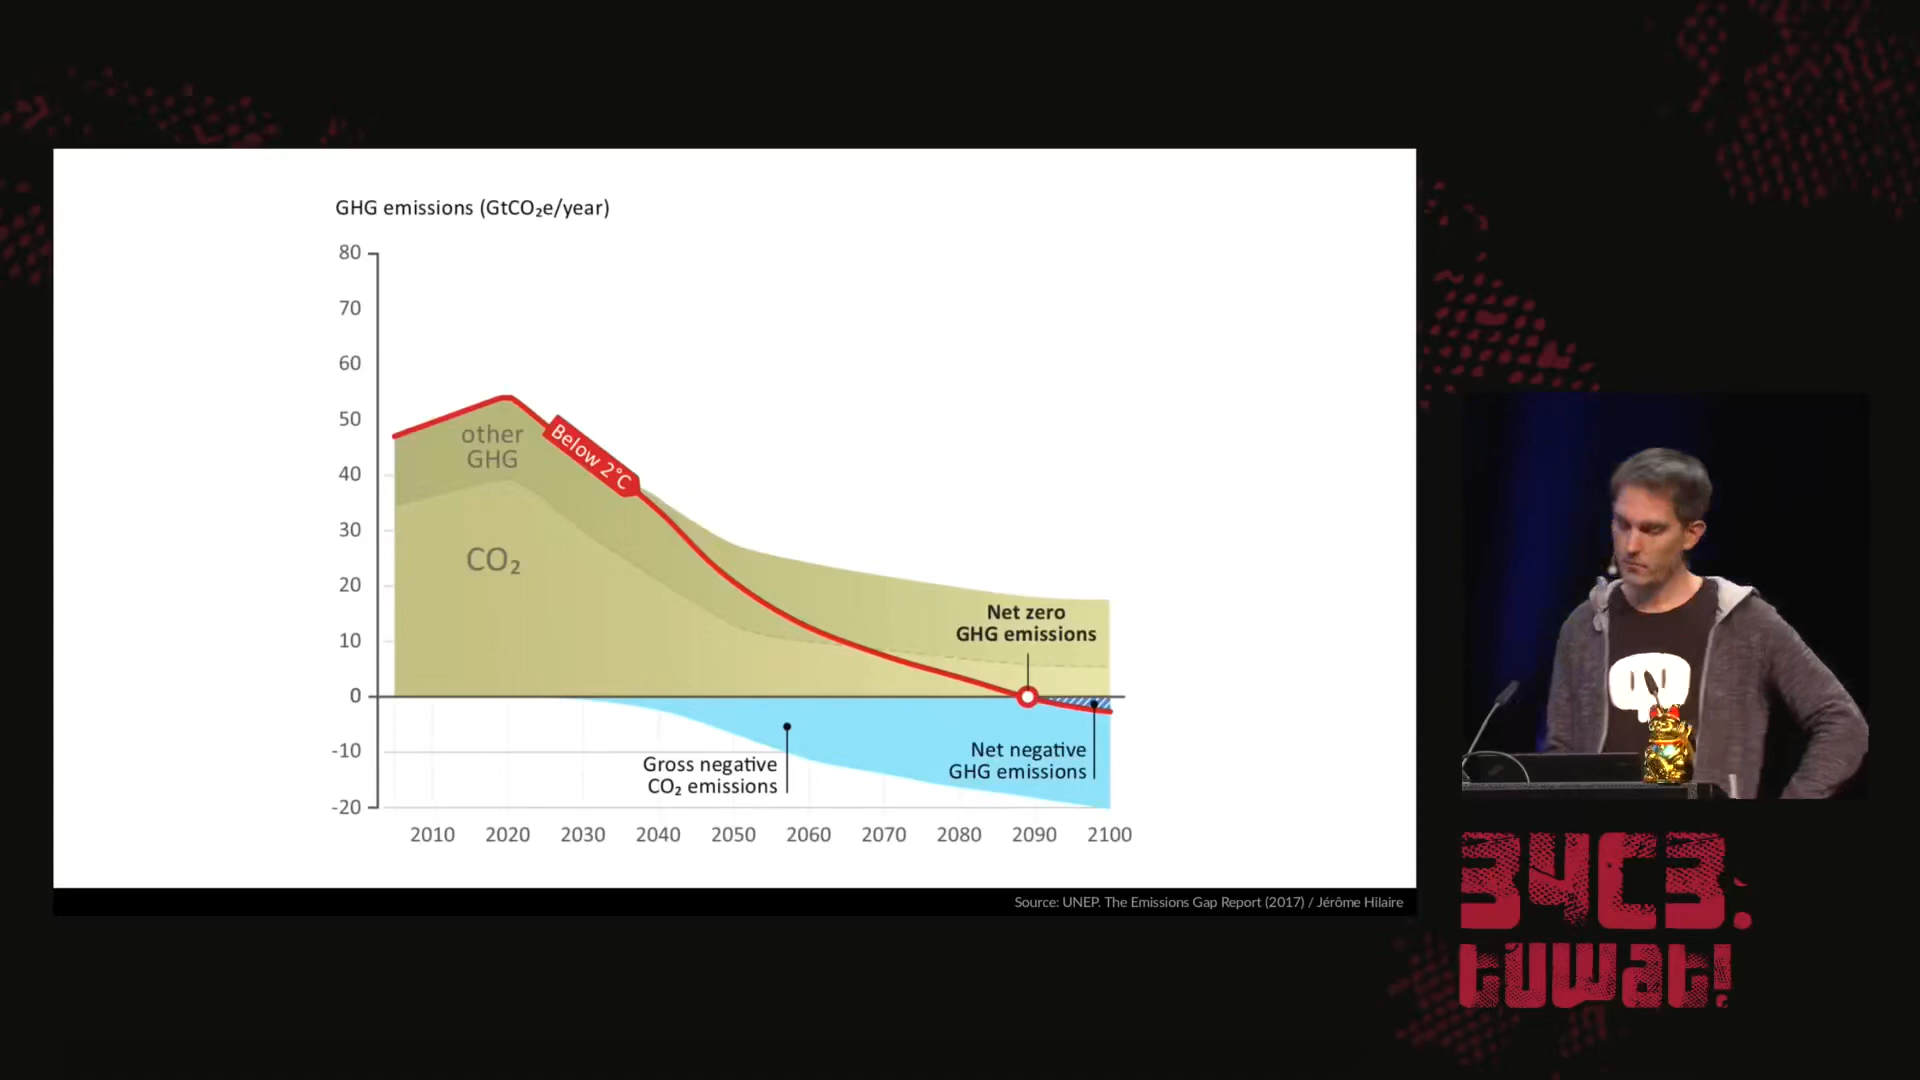 GHG emissions (GtCO₂e/year)
80
70
60
50
40
30
20
10
0
-10
-20
other
GHG
CO₂
Below 2°C
Net zero
GHG emissions
Gross negative
CO₂ emissions
Net negative
GHG emissions
2010 2020 2030 2040 2050 2060 2070 2080 2090 2100
Source: UNEP. The Emissions Gap Report (2017) / Jérôme Hilaire
34C3.
tuwat!